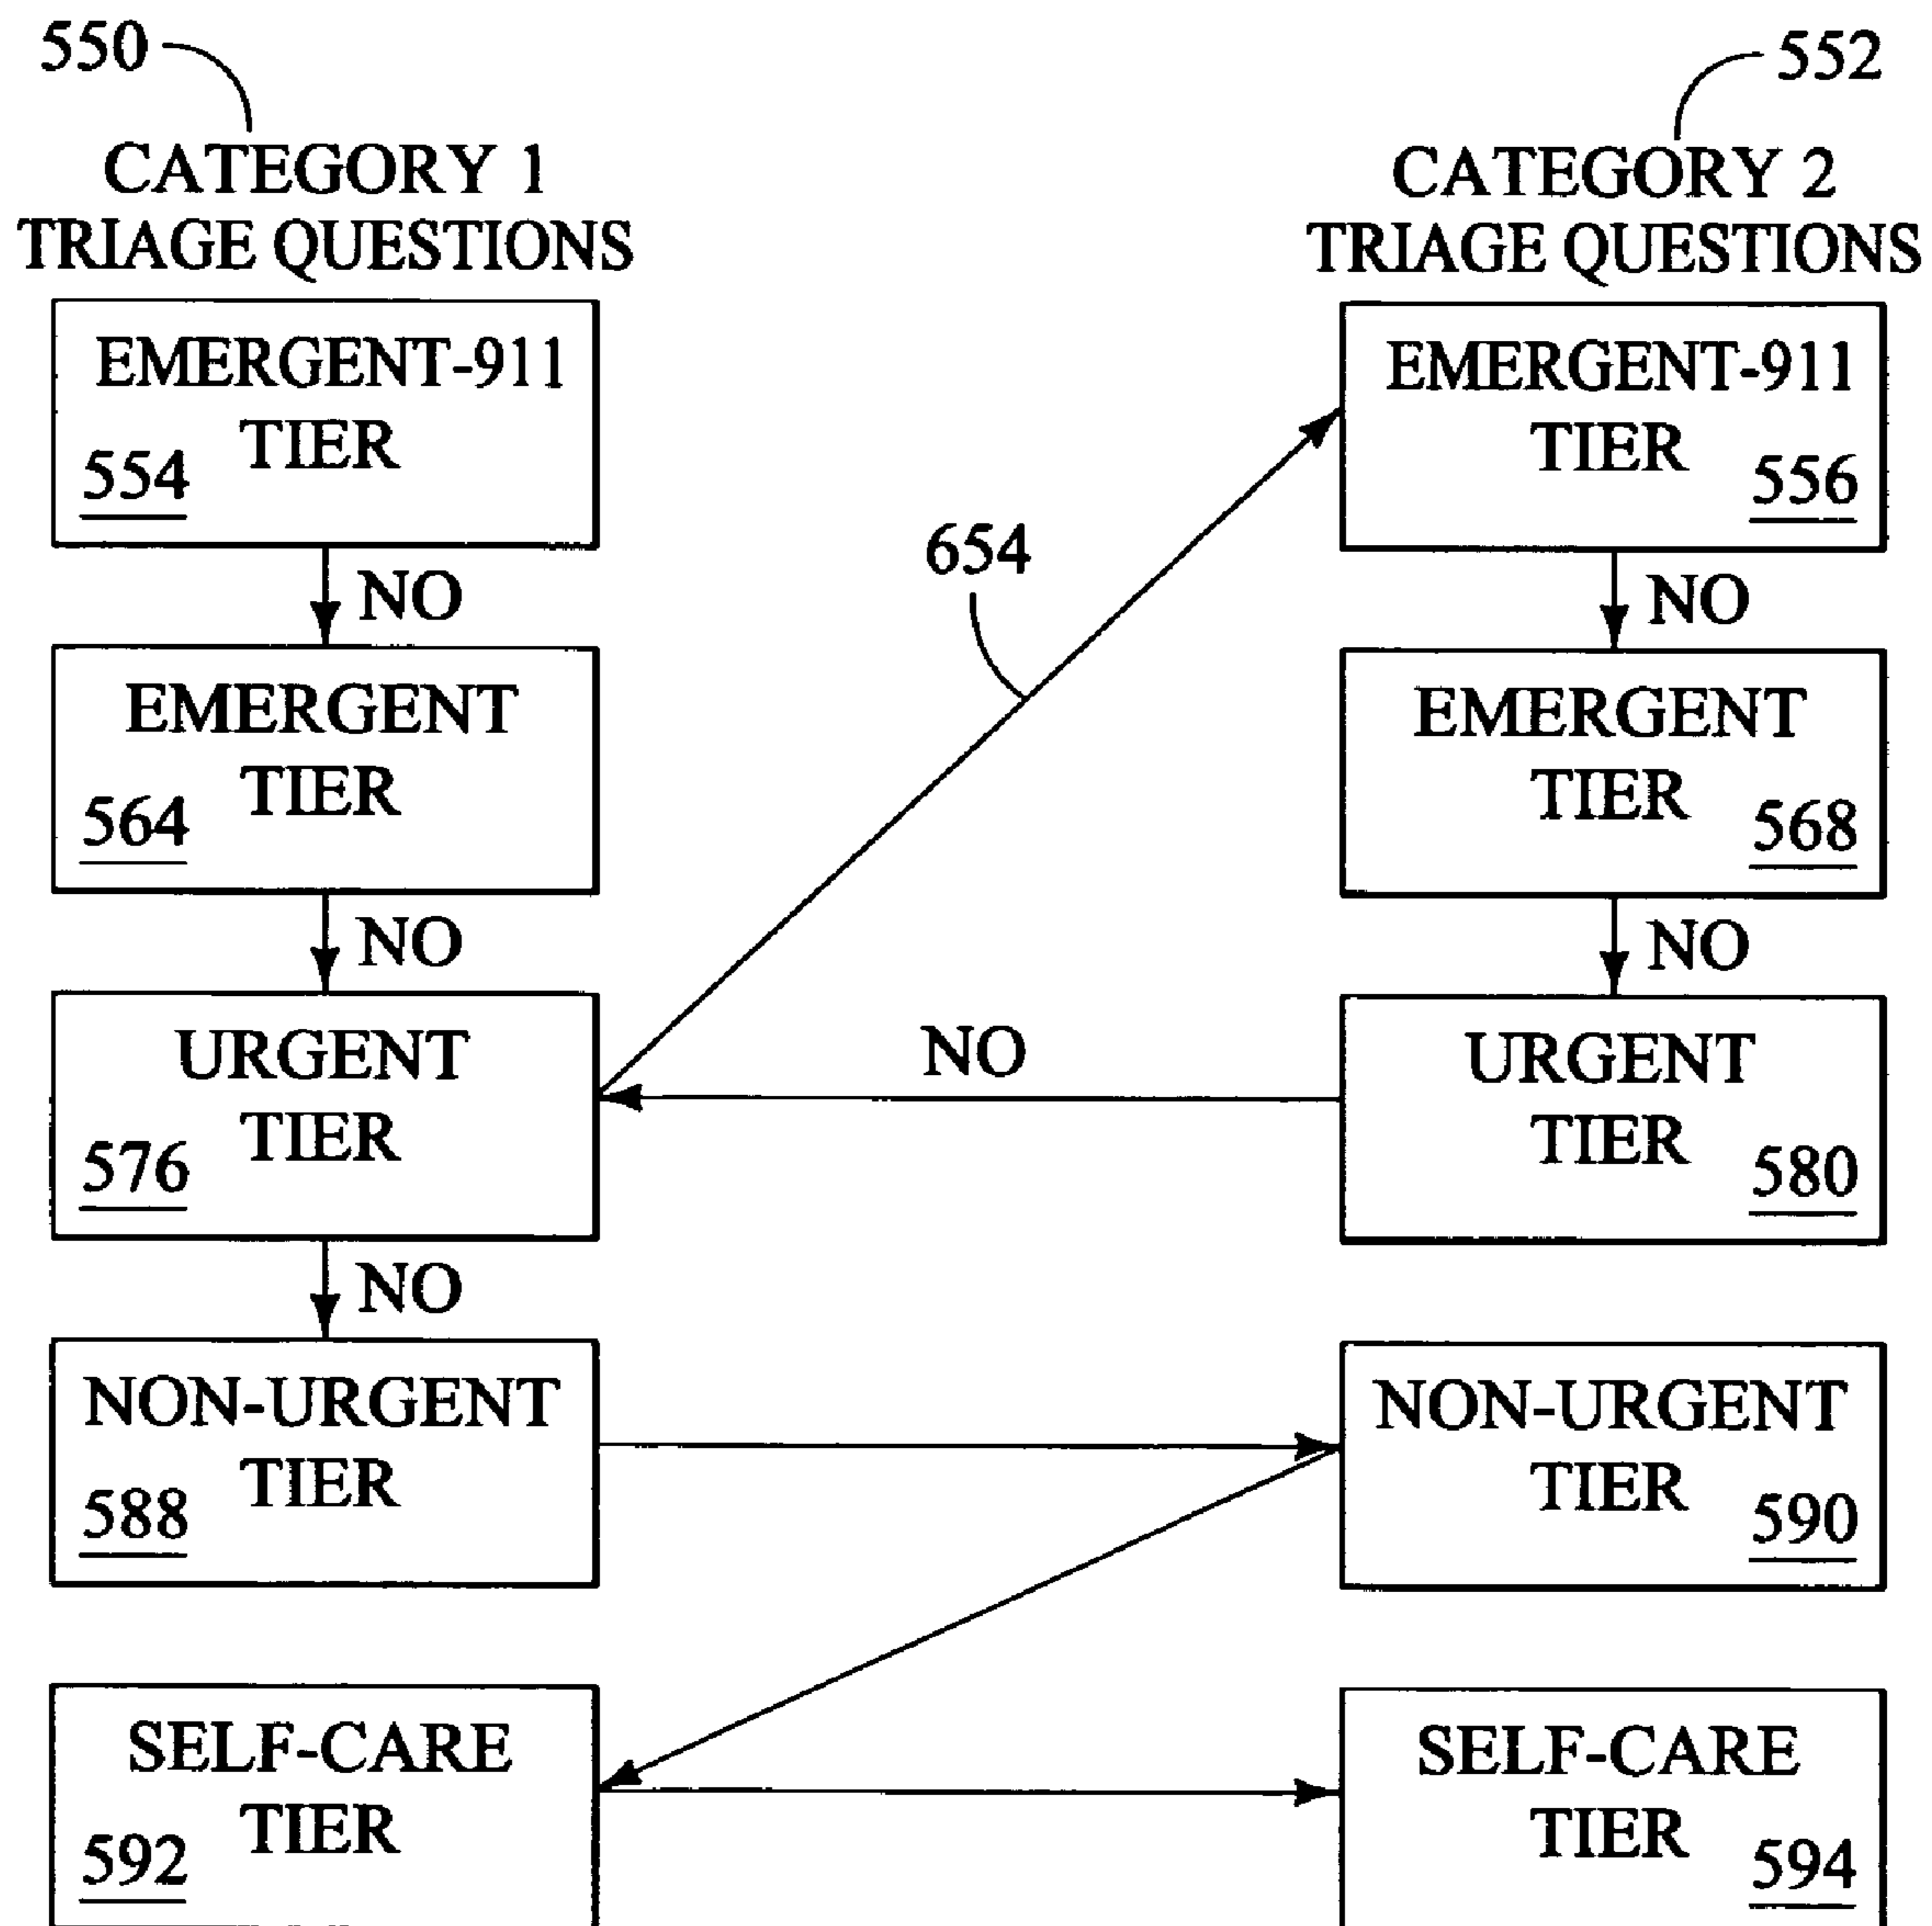 550
552
CATEGORY 1
TRIAGE QUESTIONS
CATEGORY 2
TRIAGE QUESTIONS
EMERGENT-911
TIER
554
EMERGENT-911
TIER
556
654
NO
NO
EMERGENT
TIER
564
EMERGENT
TIER
568
NO
NO
URGENT
TIER
576
NO
URGENT
TIER
580
NO
NON-URGENT
TIER
588
NON-URGENT
TIER
590
SELF-CARE
TIER
592
SELF-CARE
TIER
594